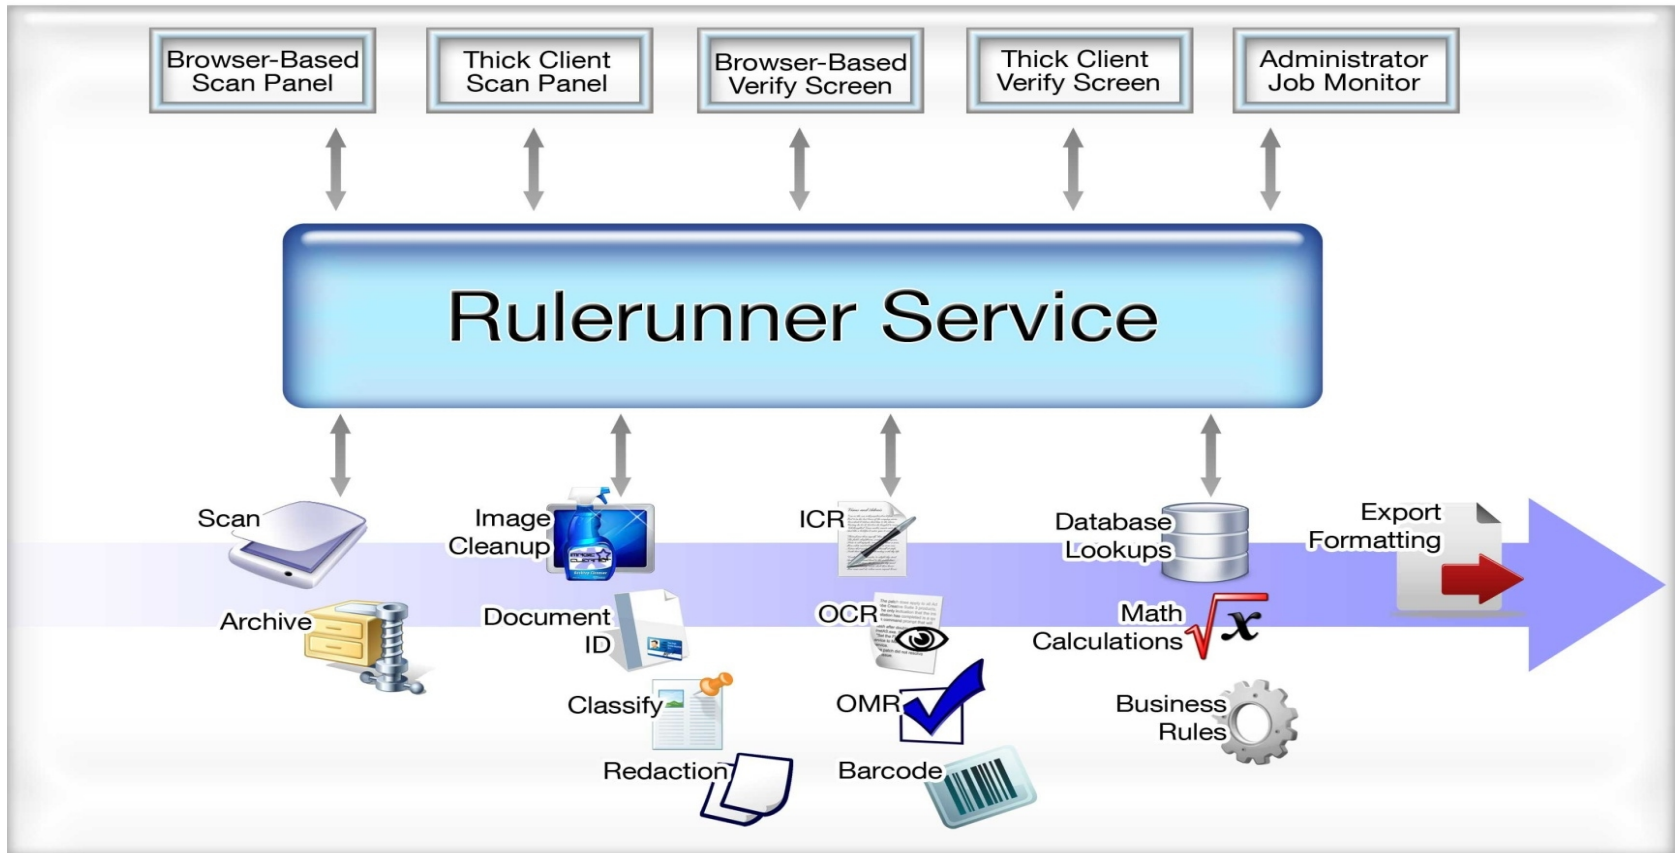 Browser-Based
Scan Panel
Thick Client
Scan Panel
Browser-Based
Verify Screen
Thick Client
Verify Screen
Administrator
Job Monitor
Rulerunner Service
Scan
Archive
Image
Cleanup
Document
ID
Classify
Redaction
ICR
OCR
OMR
Barcode
Database
Lookups
Math
Calculations
x
Business
Rules
Export
Formatting